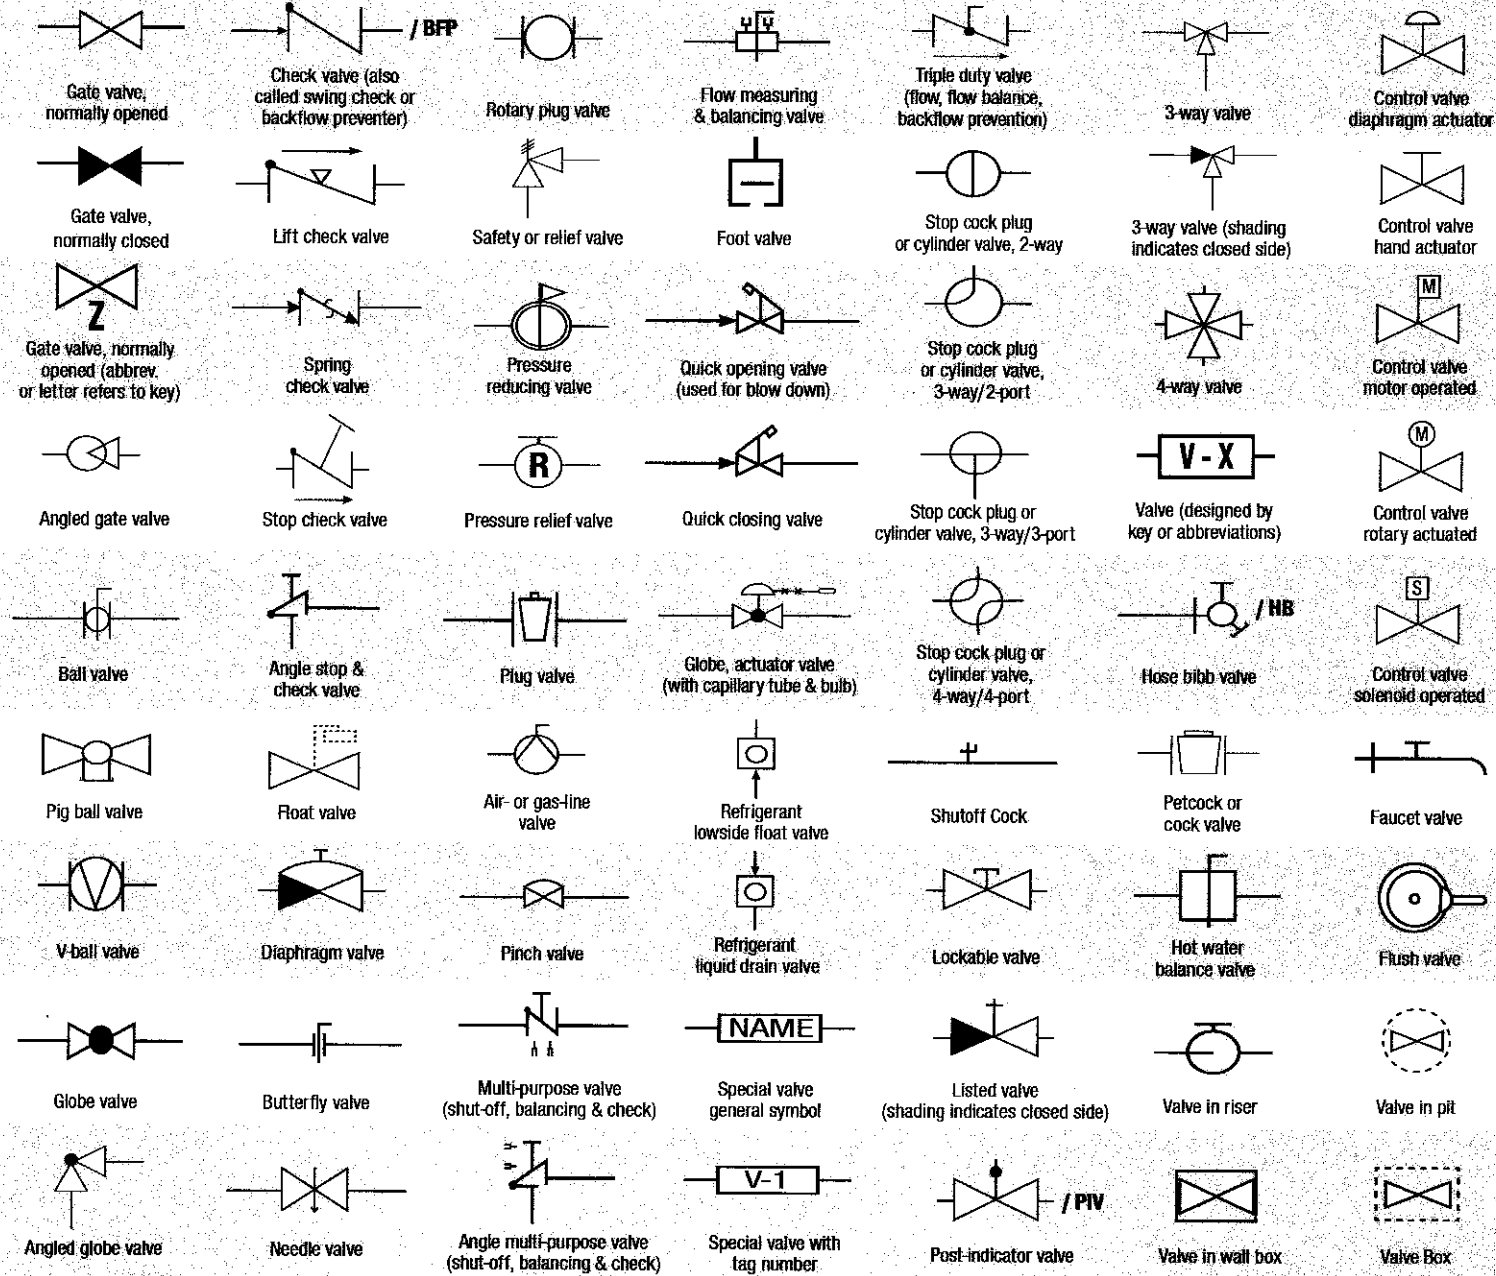 / BFP
Gate valve,
normally opened
Check valve (also
called swing check or
backflow preventer)
Rotary plug valve
Flow measuring
& balancing valve
Triple duty valve
(flow, flow balance,
backflow prevention)
3-way valve
Control valve
diaphragm actuator
Gate valve,
normally closed
Lift check valve
Safety or relief valve
Foot valve
Stop cock plug
or cylinder valve, 2-way
3-way valve (shading
indicates closed side)
Control valve
hand actuator
Z
M
Gate valve, normally
opened (abbrev.
or letter refers to key)
Spring
check valve
Pressure
reducing valve
Quick opening valve
(used for blow down)
Stop cock plug
or cylinder valve,
3-way/2-port
4-way valve
Control valve
motor operated
R
V - X
M
Angled gate valve
Stop check valve
Pressure relief valve
Quick closing valve
Stop cock plug or
cylinder valve, 3-way/3-port
Valve (designed by
key or abbreviations)
Control valve
rotary actuated
/ HB
S
Ball valve
Angle stop &
check valve
Plug valve
Globe, actuator valve
(with capillary tube & bulb)
Stop cock plug or
cylinder valve,
4-way/4-port
Hose bibb valve
Control valve
solenoid operated
Pig ball valve
Float valve
Air- or gas-line
valve
Refrigerant
lowside float valve
Shutoff Cock
Petcock or
cock valve
Faucet valve
V-ball valve
Diaphragm valve
Pinch valve
Refrigerant
liquid drain valve
Lockable valve
Hot water
balance valve
Flush valve
NAME
Globe valve
Butterfly valve
Multi-purpose valve
(shut-off, balancing & check)
Special valve
general symbol
Listed valve
(shading indicates closed side)
Valve in riser
Valve in pit
V-1
/ PIV
Angled globe valve
Needle valve
Angle multi-purpose valve
(shut-off, balancing & check)
Special valve with
tag number
Post-indicator valve
Valve in wall box
Valve Box